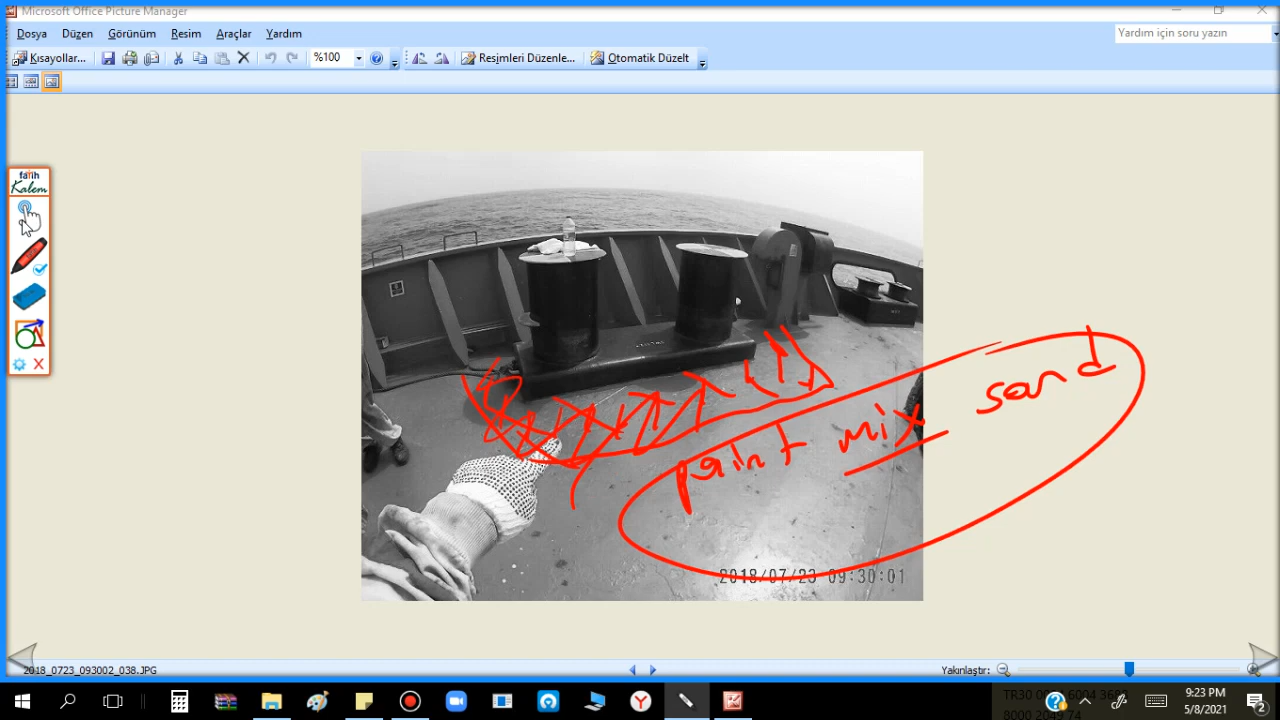 Microsoft Office Picture Manager
Dosya Düzen Görünüm Resim Araçlar Yardım
Yardım için soru yazın
Kısayollar... %100 Resimleri Düzenle... Otomatik Düzelt
fatih
Kalem
paint mix sand
2018/07/23 09:30:01
2018_0723_093002_038.JPG
Yakınlaştır:
9:23 PM
5/8/2021
2